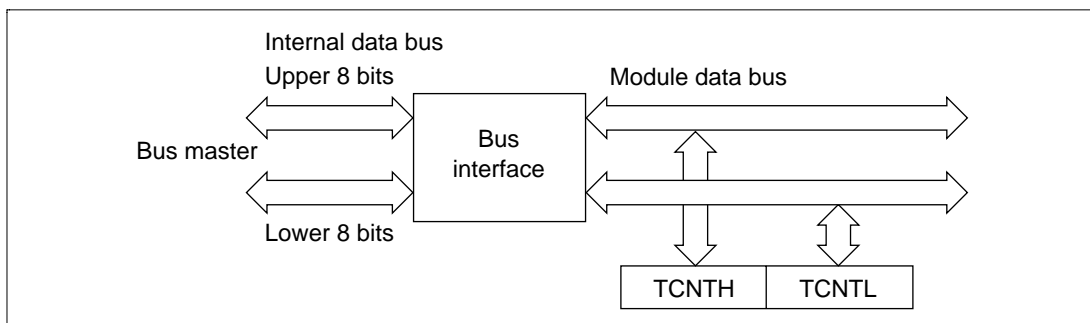 Internal data bus
Upper 8 bits
Module data bus
Bus master
Bus
interface
Lower 8 bits
TCNTH
TCNTL